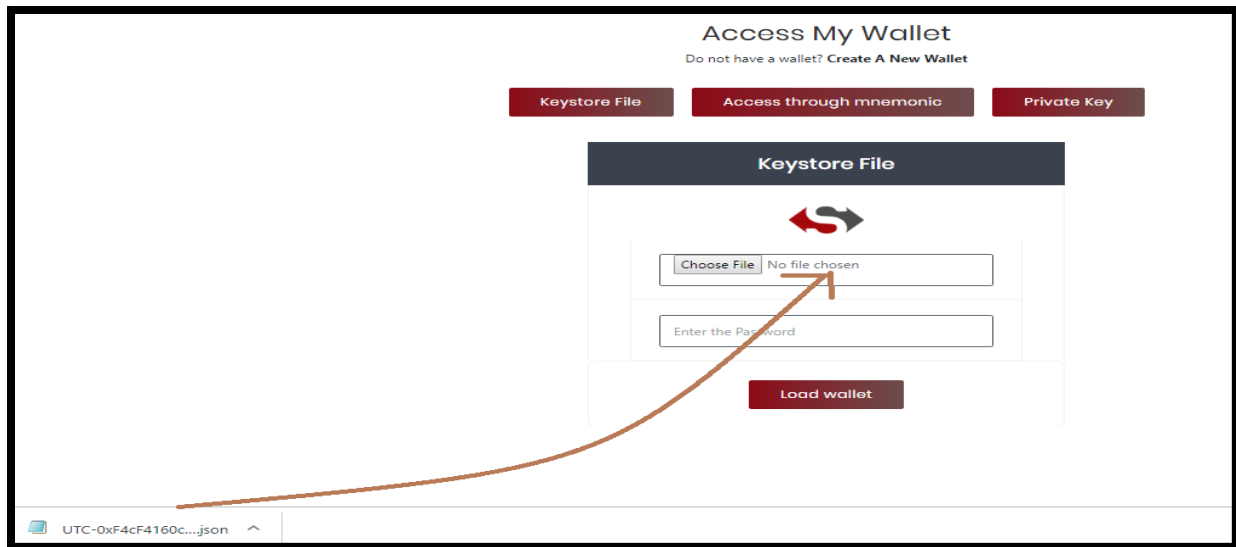 Access My Wallet
Do not have a wallet? Create A New Wallet
Keystore File Access through mnemonic Private Key
Keystore File
Choose File No file chosen
Enter the Password
Load wallet
UTC-0xF4cF4160c....json